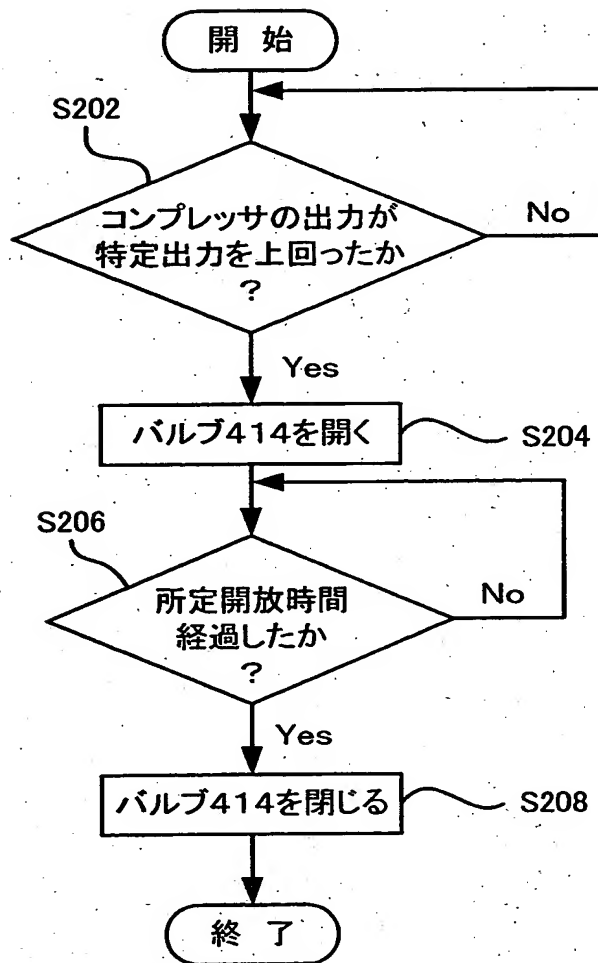 開 始
S202
コンプレッサの出力が
特定出力を上回ったか
?
No
Yes
バルブ414を開く
S204
S206
所定開放時間
経過したか
?
No
Yes
バルブ414を閉じる
S208
終 了